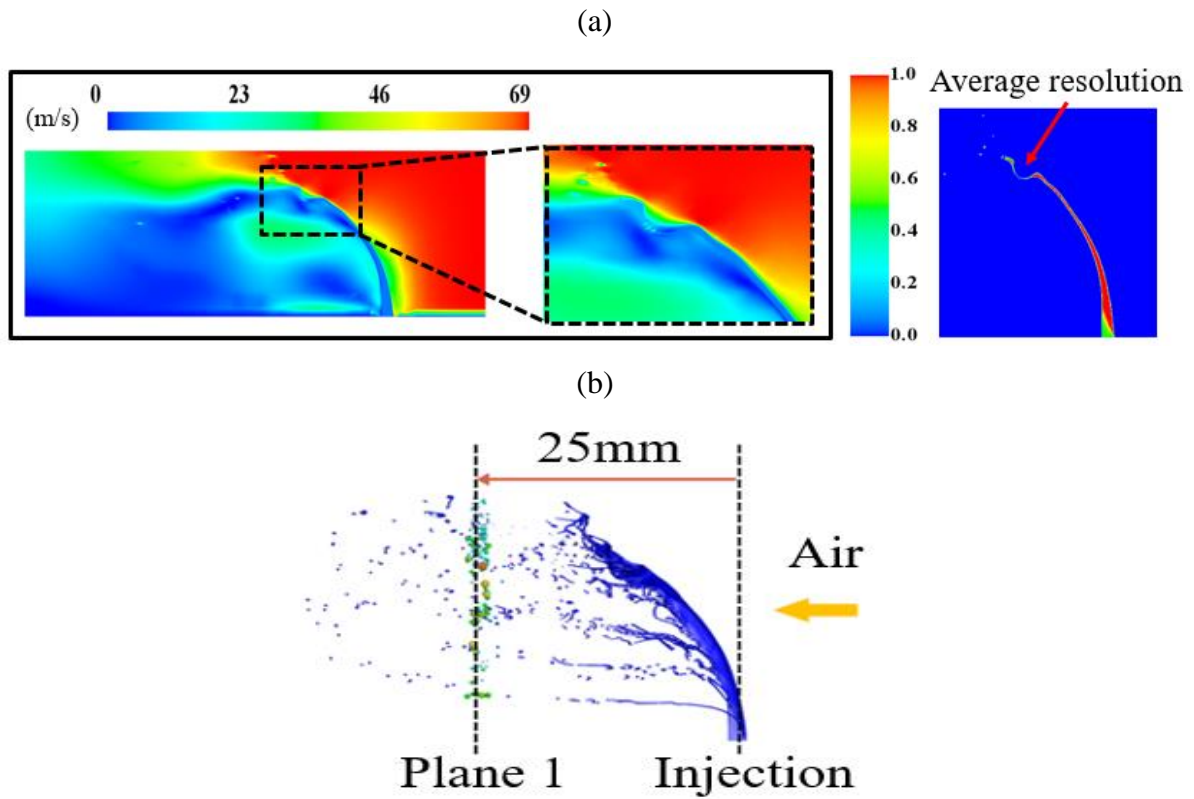 (a)
0 23 46 69
(m/s)
1.0
0.8
0.6
0.4
0.2
0.0
Average resolution
(b)
25mm
Air
Plane 1
Injection